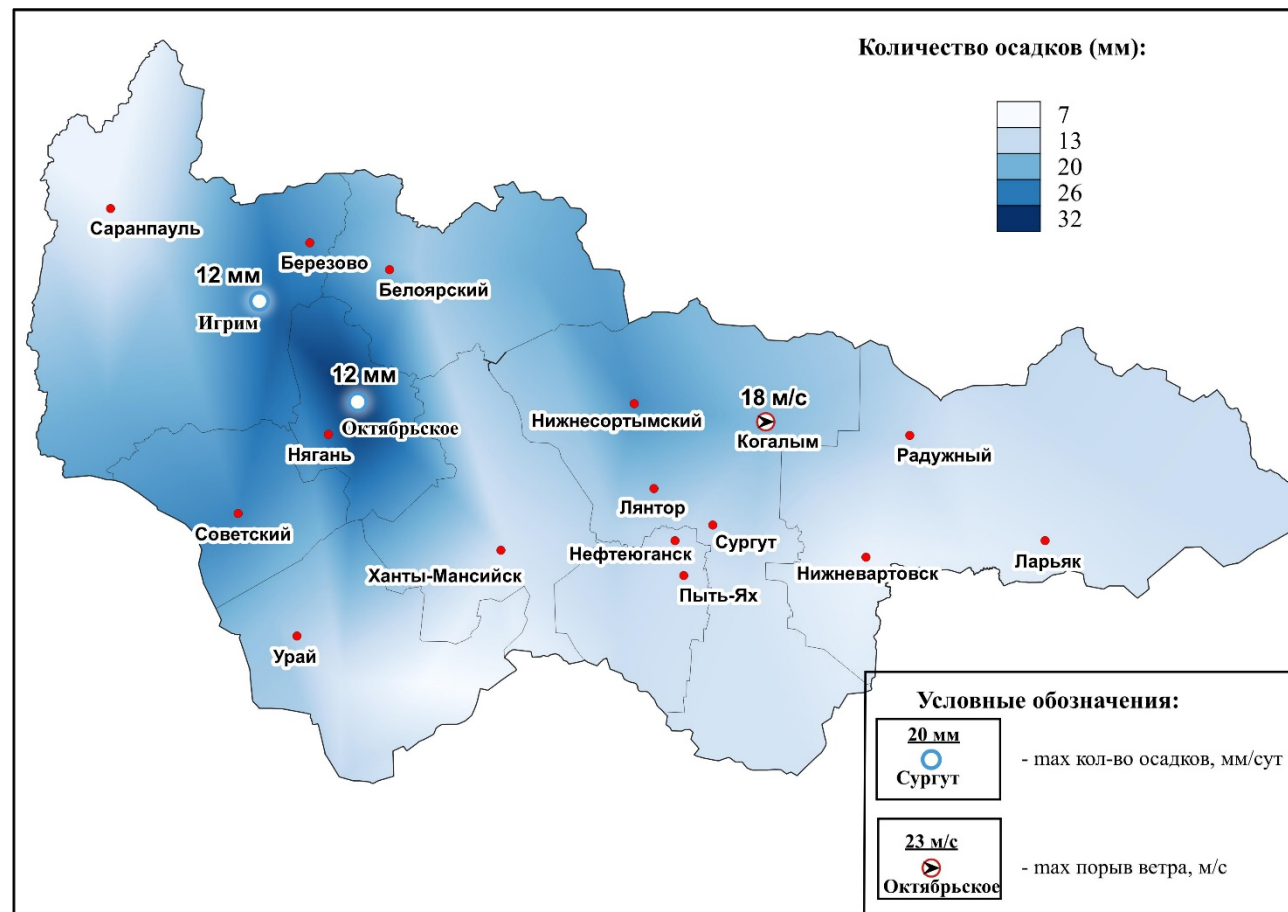 Количество осадков (мм):
7
13
20
26
32
Саранпауль
Березово
12 мм
Белоярский
Игрим
12 мм
Октябрьское
Нягань
Нижнесортымский
18 м/с
Когалым
Радужный
Лянтор
Советский
Сургут
Нефтеюганск
Ханты-Мансийск
Нижневартовск
Ларьяк
Пыть-Ях
Урай
Условные обозначения:
20 мм
Сургут
- max кол-во осадков, мм/сут
23 м/с
Октябрьское
- max порыв ветра, м/с